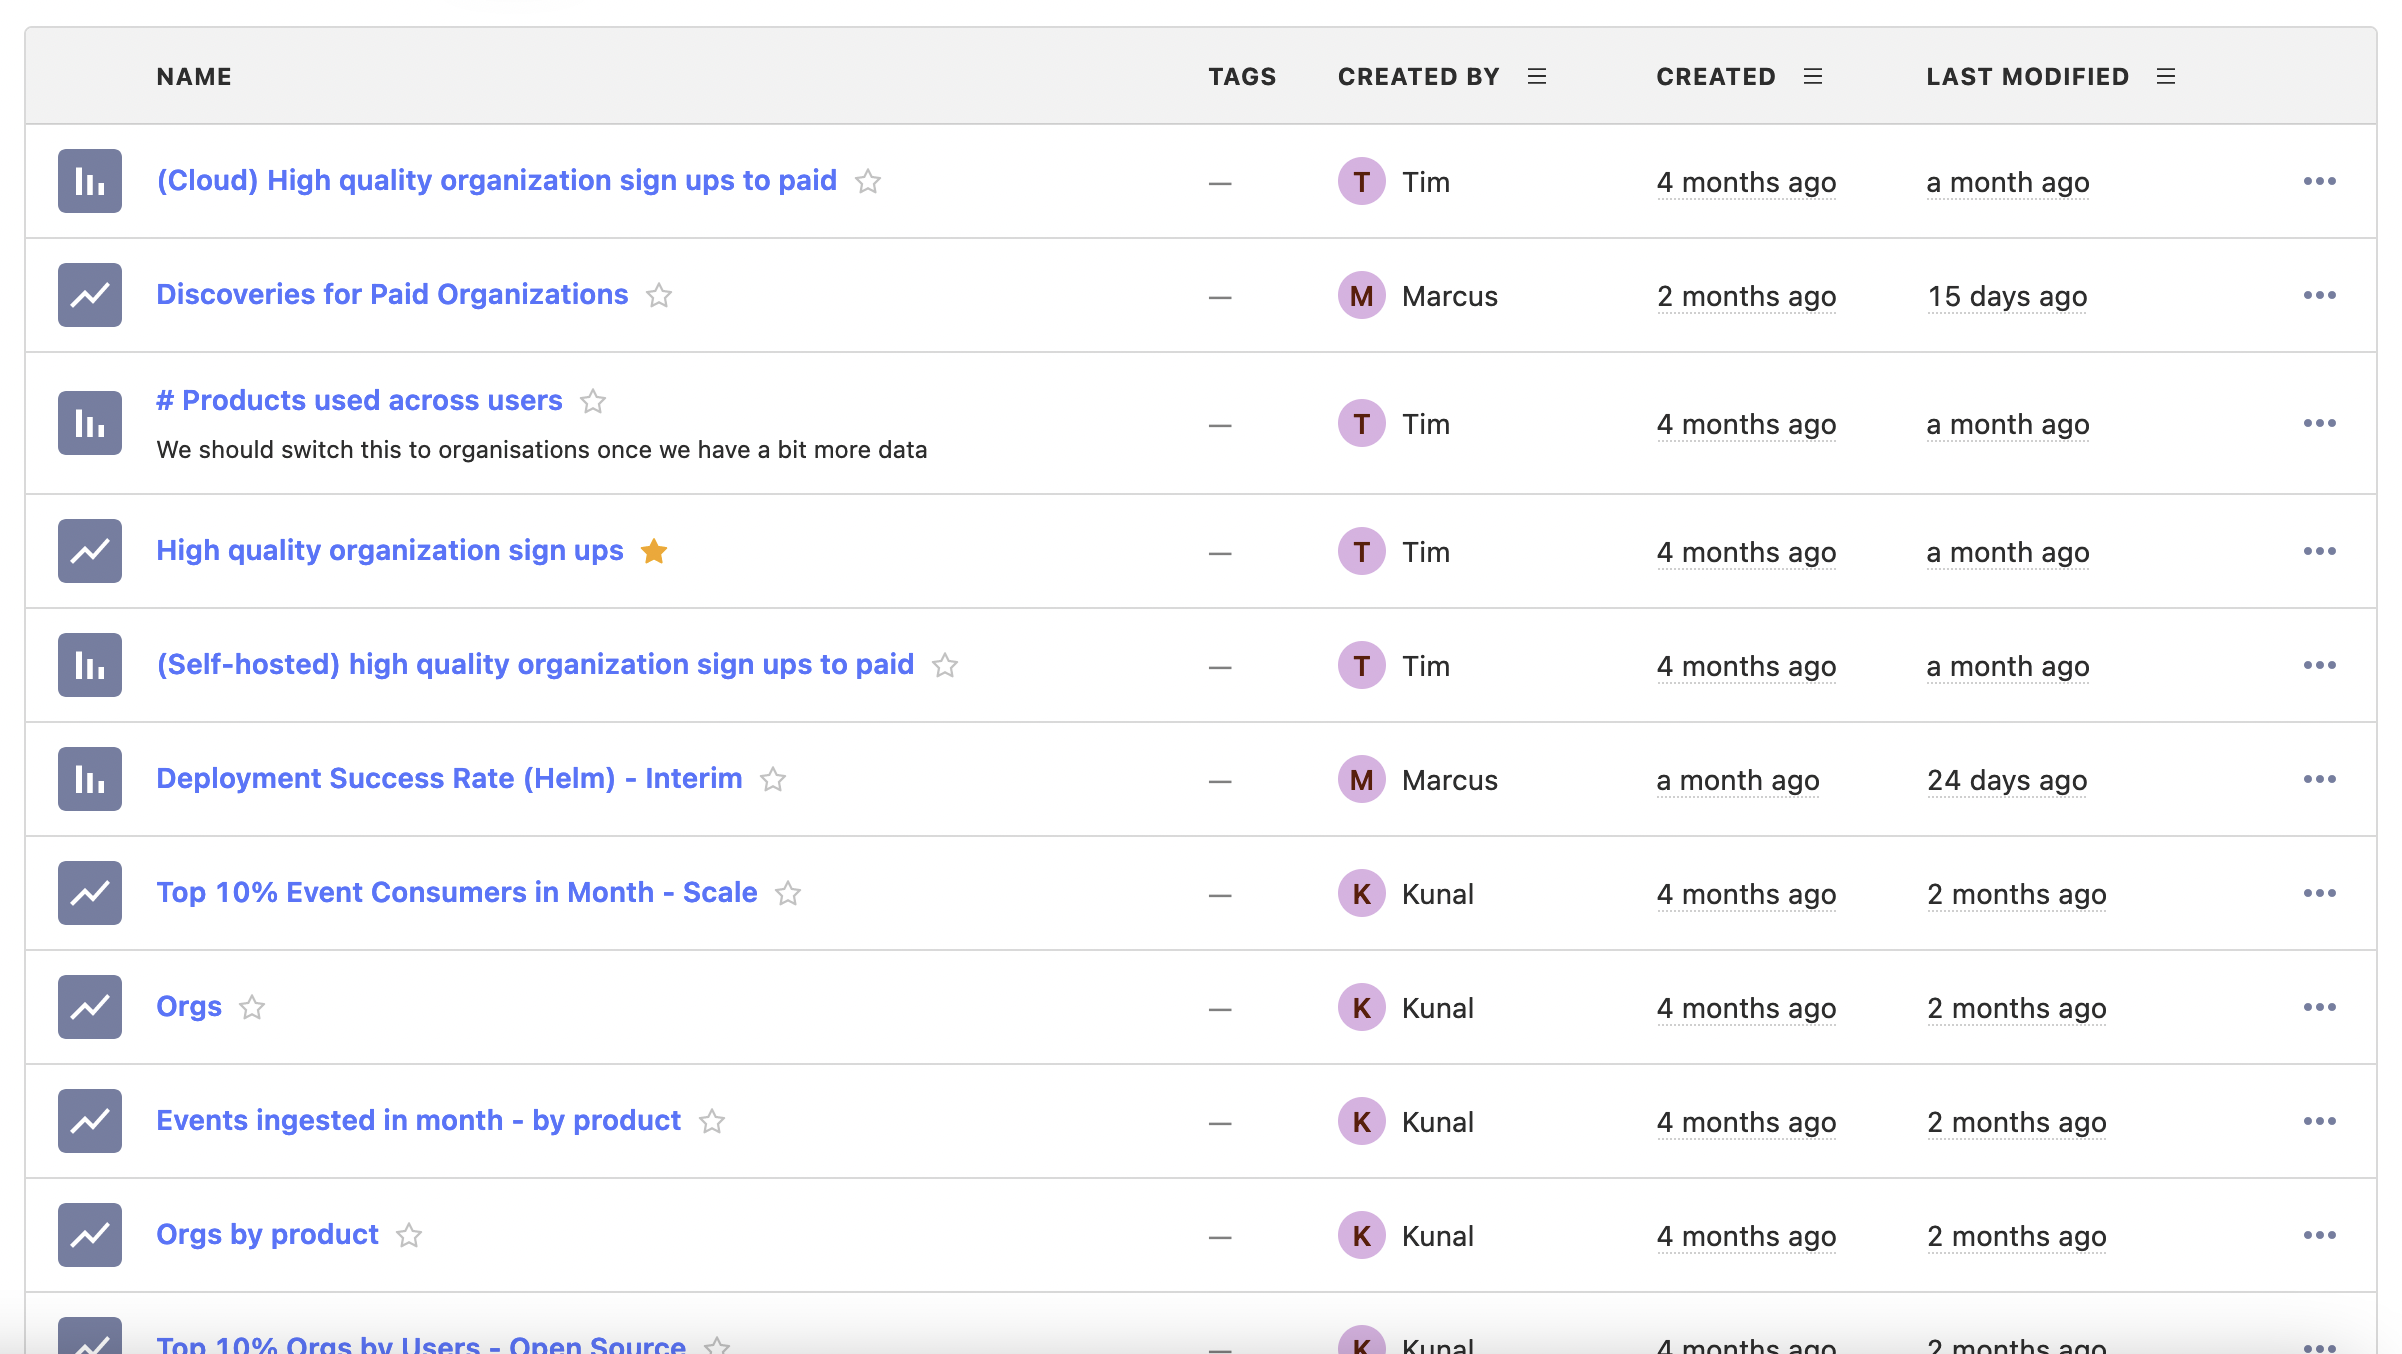 NAME TAGS CREATED BY CREATED LAST MODIFIED
(Cloud) High quality organization sign ups to paid — T Tim 4 months ago a month ago
Discoveries for Paid Organizations — M Marcus 2 months ago 15 days ago
# Products used across users — T Tim 4 months ago a month ago
We should switch this to organisations once we have a bit more data
High quality organization sign ups — T Tim 4 months ago a month ago
(Self-hosted) high quality organization sign ups to paid — T Tim 4 months ago a month ago
Deployment Success Rate (Helm) - Interim — M Marcus a month ago 24 days ago
Top 10% Event Consumers in Month - Scale — K Kunal 4 months ago 2 months ago
Orgs — K Kunal 4 months ago 2 months ago
Events ingested in month - by product — K Kunal 4 months ago 2 months ago
Orgs by product — K Kunal 4 months ago 2 months ago
Top 10% Orgs by Users - Open Source — K Kunal 4 months ago 2 months ago